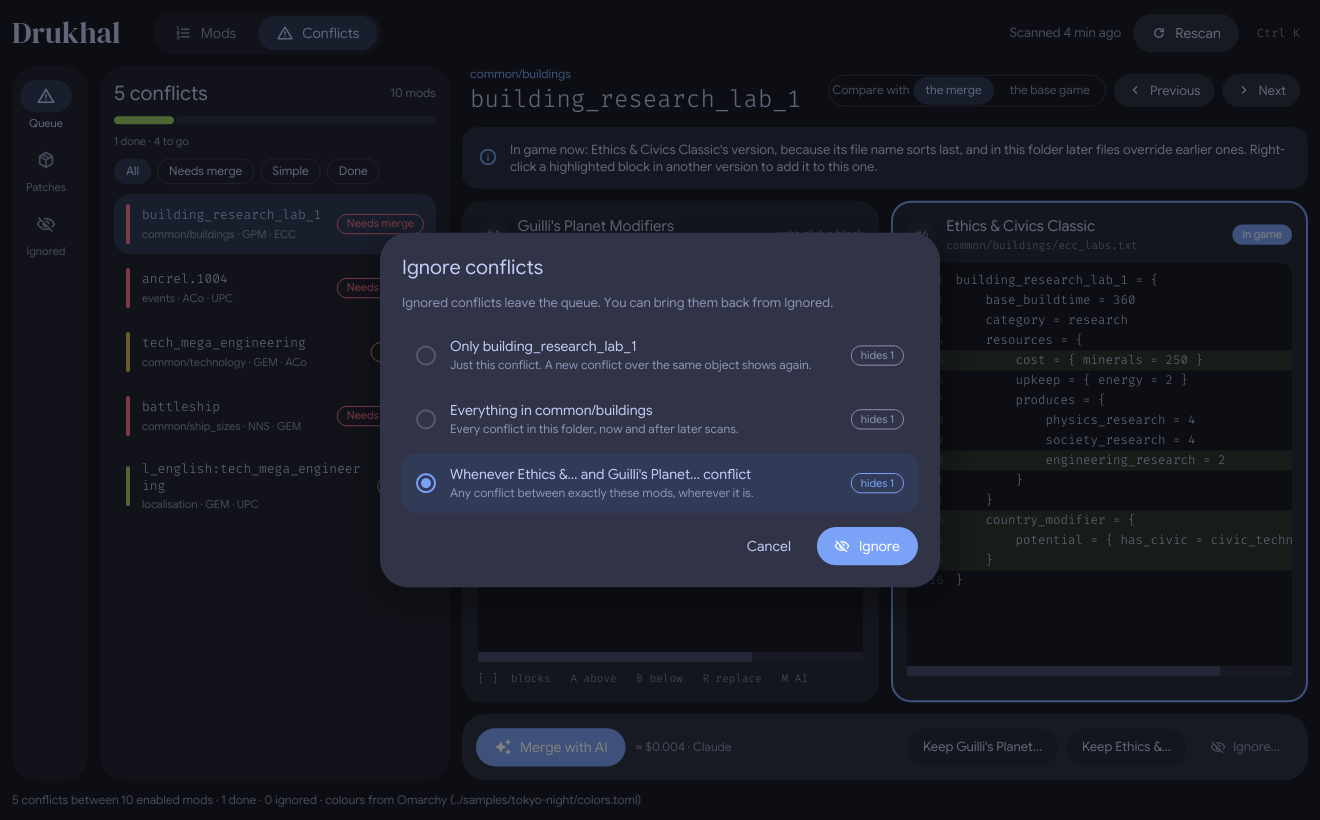 Drukhal
Mods
Conflicts
Scanned 4 min ago
Rescan
Ctrl K
Queue
Patches
Ignored
5 conflicts
10 mods
1 done · 4 to go
All
Needs merge
Simple
Done
building_research_lab_1
common/buildings · GPM · ECC
Needs merge
ancrel.1004
events · ACo · UPC
Needs
tech_mega_engineering
common/technology · GEM · ACo
battleship
common/ship_sizes · NNS · GEM
Needs
l_english:tech_mega_engineer
ing
localisation · GEM · UPC
common/buildings
building_research_lab_1
Compare with
the merge
the base game
Previous
Next
In game now: Ethics & Civics Classic's version, because its file name sorts last, and in this folder later files override earlier ones. Right-
click a highlighted block in another version to add it to this one.
Guilli's Planet Modifiers
Ethics & Civics Classic
common/buildings/ecc_labs.txt
In game
building_research_lab_1 = {
base_buildtime = 360
category = research
resources = {
cost = { minerals = 250 }
upkeep = { energy = 2 }
produces = {
physics_research = 4
society_research = 4
engineering_research = 2
}
}
country_modifier = {
potential = { has_civic = civic_techn
}
16 }
Ignore conflicts
Ignored conflicts leave the queue. You can bring them back from Ignored.
Only building_research_lab_1
Just this conflict. A new conflict over the same object shows again.
hides 1
Everything in common/buildings
Every conflict in this folder, now and after later scans.
hides 1
Whenever Ethics &... and Guilli's Planet... conflict
Any conflict between exactly these mods, wherever it is.
hides 1
Cancel
Ignore
[ ] blocks A above B below R replace M AI
Merge with AI
≈ $0.004 · Claude
Keep Guilli's Planet...
Keep Ethics &...
Ignore...
5 conflicts between 10 enabled mods · 1 done · 0 ignored · colours from Omarchy (../samples/tokyo-night/colors.toml)